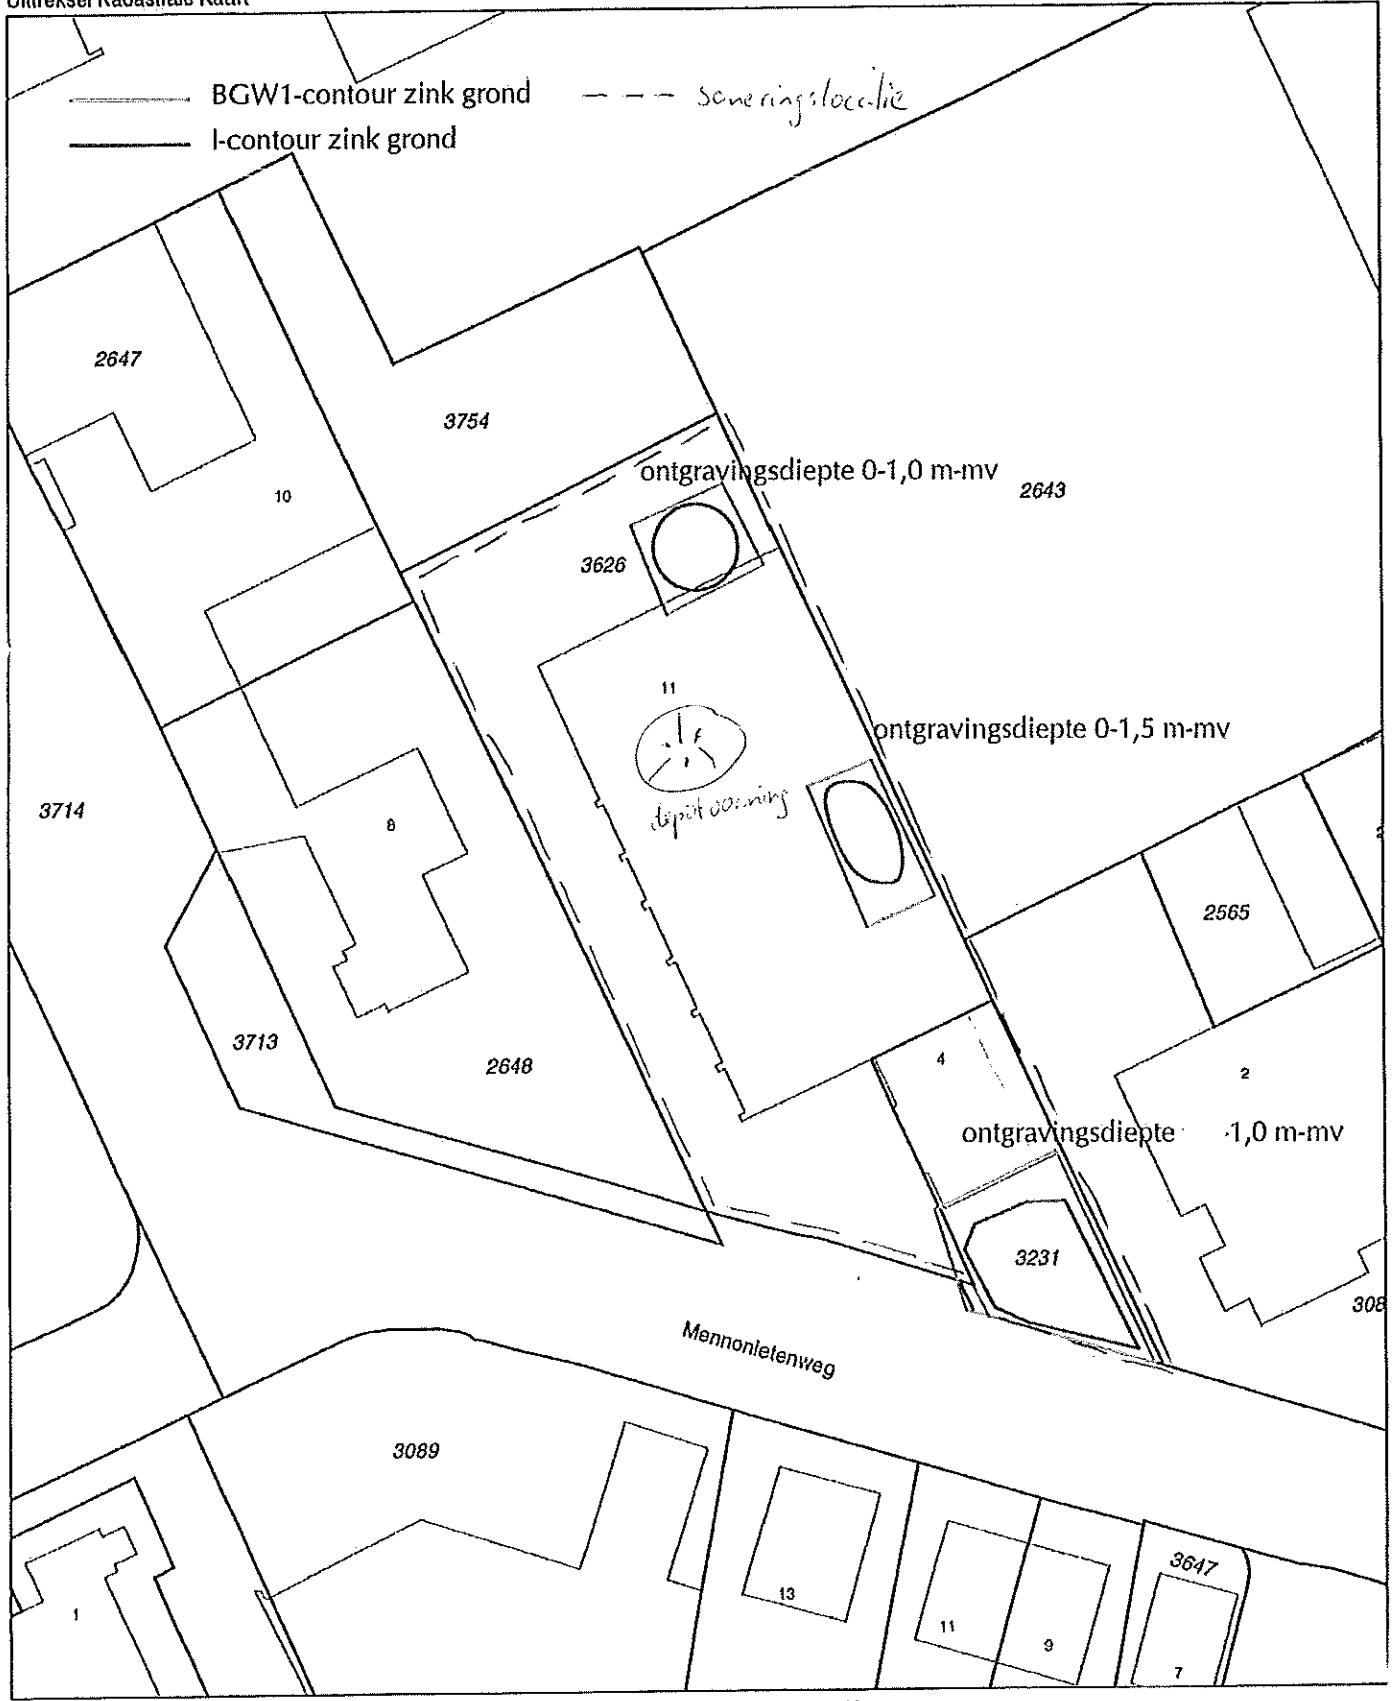 Uittreksel Kadastrale Kaart
BGW1-contour zink grond
--- saneringslocatie
I-contour zink grond
2647
3754
ontgravingsdiepte 0-1,0 m-mv
2643
10
3626
11
ontgravingsdiepte 0-1,5 m-mv
depot
3714
8
2565
3713
2648
4
2
ontgravingsdiepte 1,0 m-mv
3231
308
Mennonietenweg
3089
3647
13
11
9
7
1